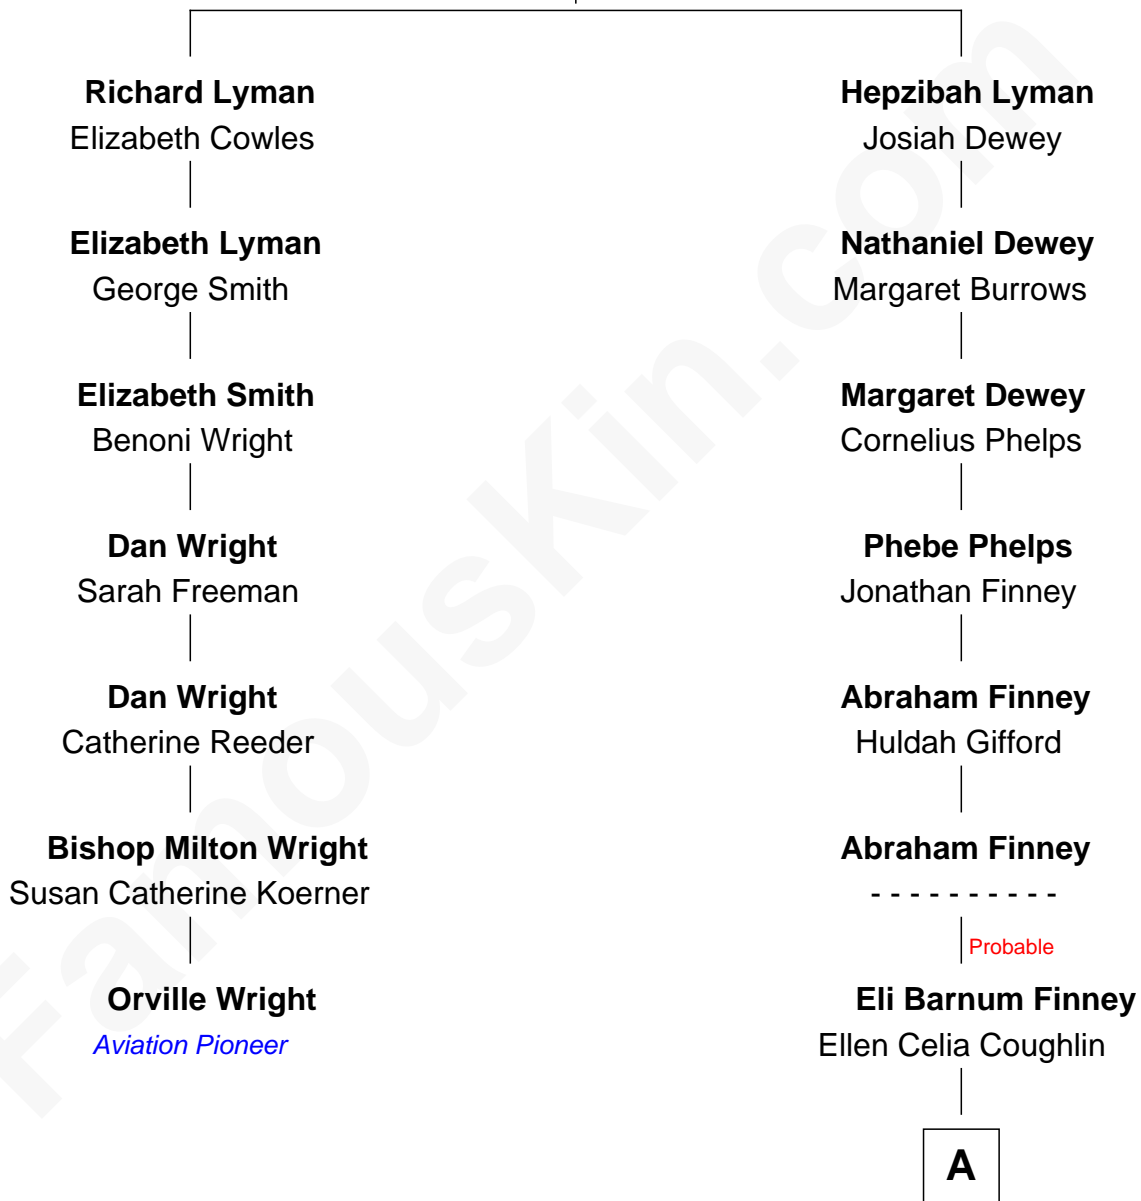 Richard Lyman
Elizabeth Cowles
Elizabeth Lyman
George Smith
Elizabeth Smith
Benoni Wright
Dan Wright
Sarah Freeman
Dan Wright
Catherine Reeder
Bishop Milton Wright
Susan Catherine Koerner
Orville Wright
Aviation Pioneer
Hepzibah Lyman
Josiah Dewey
Nathaniel Dewey
Margaret Burrows
Margaret Dewey
Cornelius Phelps
Phebe Phelps
Jonathan Finney
Abraham Finney
Huldah Gifford
Abraham Finney
- - - - - - - - - -
Probable
Eli Barnum Finney
Ellen Celia Coughlin
A
FamousKin.com